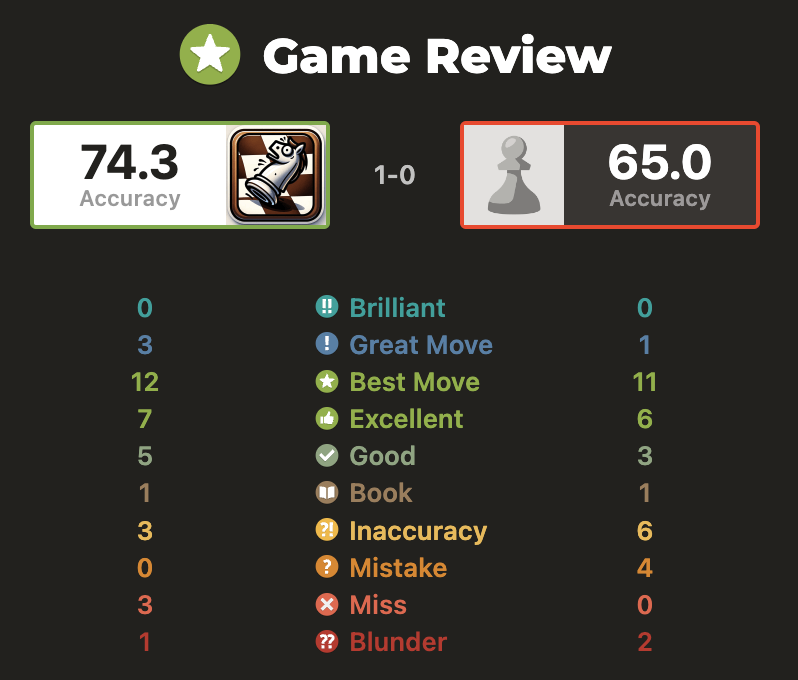 Game Review
74.3 1-0 65.0
Accuracy Accuracy
0 !! Brilliant 0
3 ! Great Move 1
12 Best Move 11
7 Excellent 6
5 Good 3
1 Book 1
3 ?! Inaccuracy 6
0 ? Mistake 4
3 Miss 0
1 ?? Blunder 2